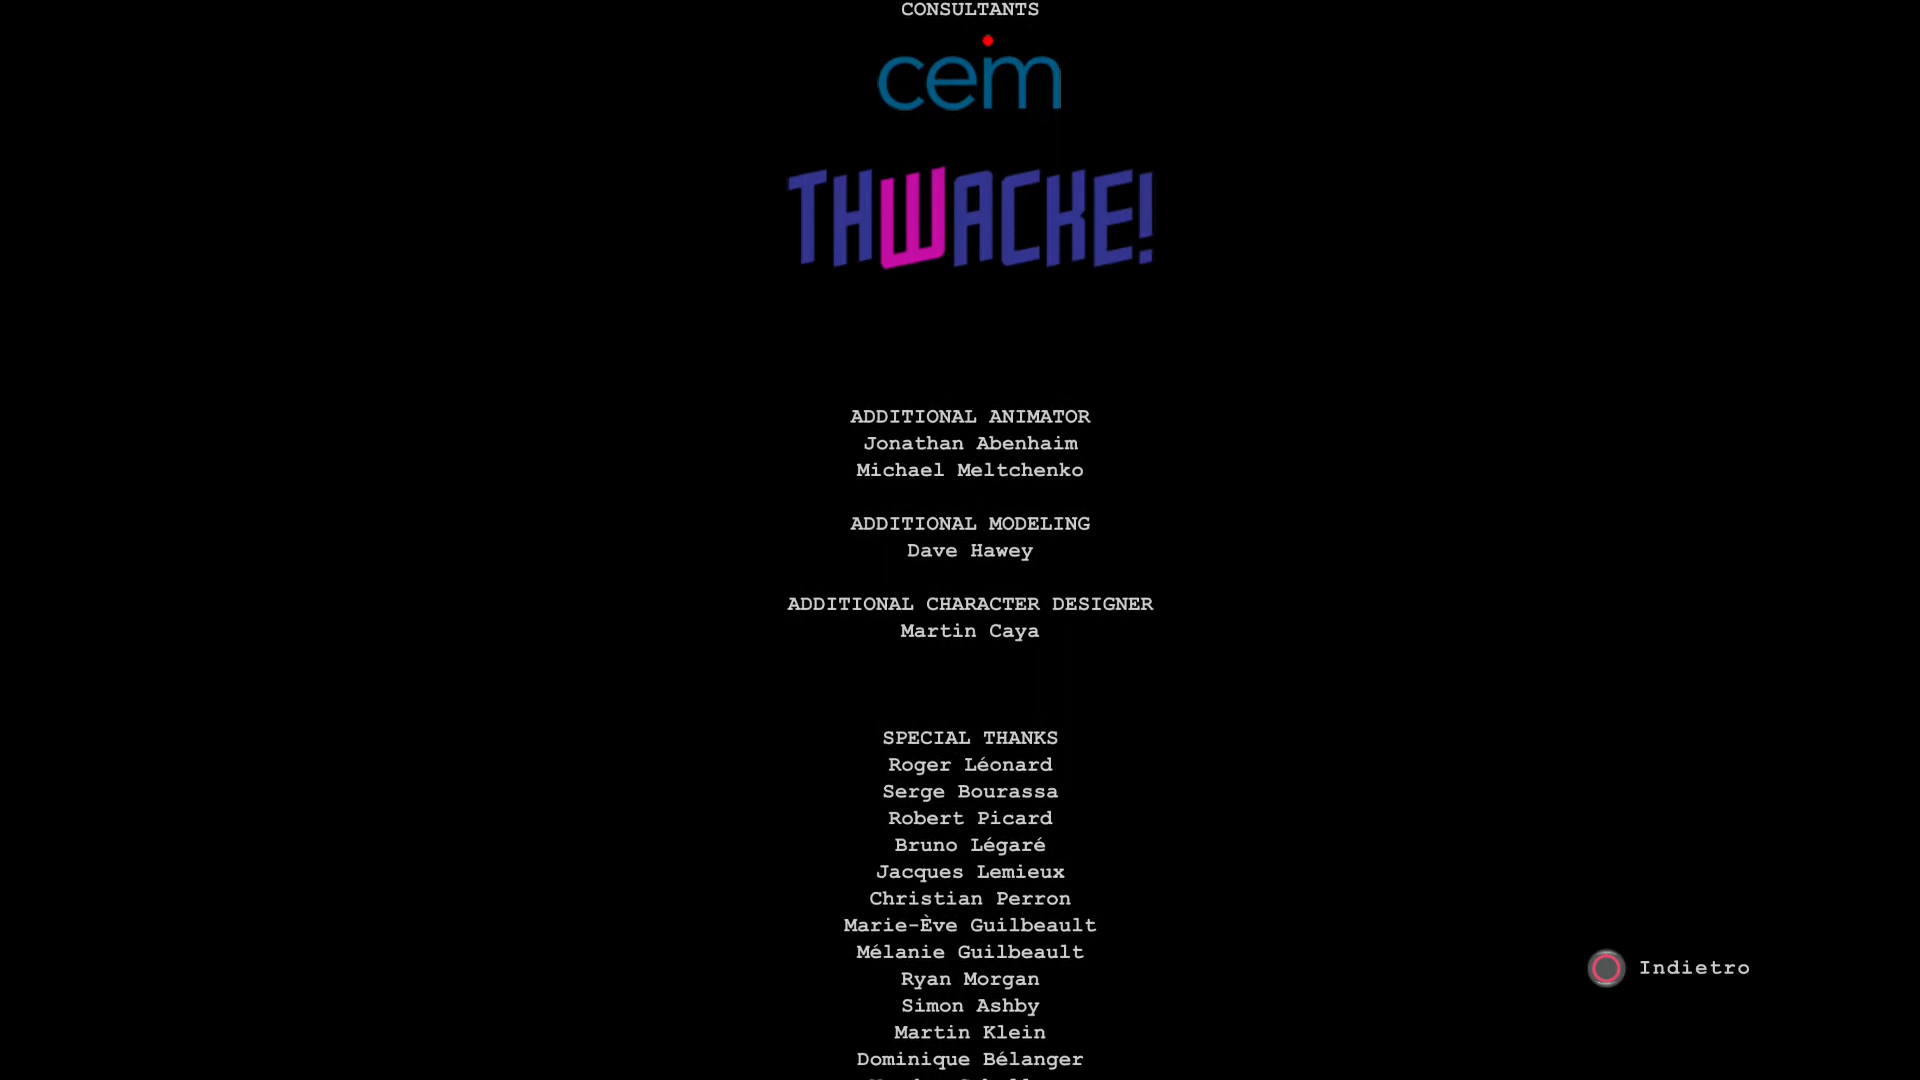 CONSULTANTS
ceim
THWACKE!
ADDITIONAL ANIMATOR
Jonathan Abenhaim
Michael Meltchenko
ADDITIONAL MODELING
Dave Hawey
ADDITIONAL CHARACTER DESIGNER
Martin Caya
SPECIAL THANKS
Roger Léonard
Serge Bourassa
Robert Picard
Bruno Légaré
Jacques Lemieux
Christian Perron
Marie-Ève Guilbeault
Mélanie Guilbeault
Ryan Morgan
Simon Ashby
Martin Klein
Dominique Bélanger
Indietro